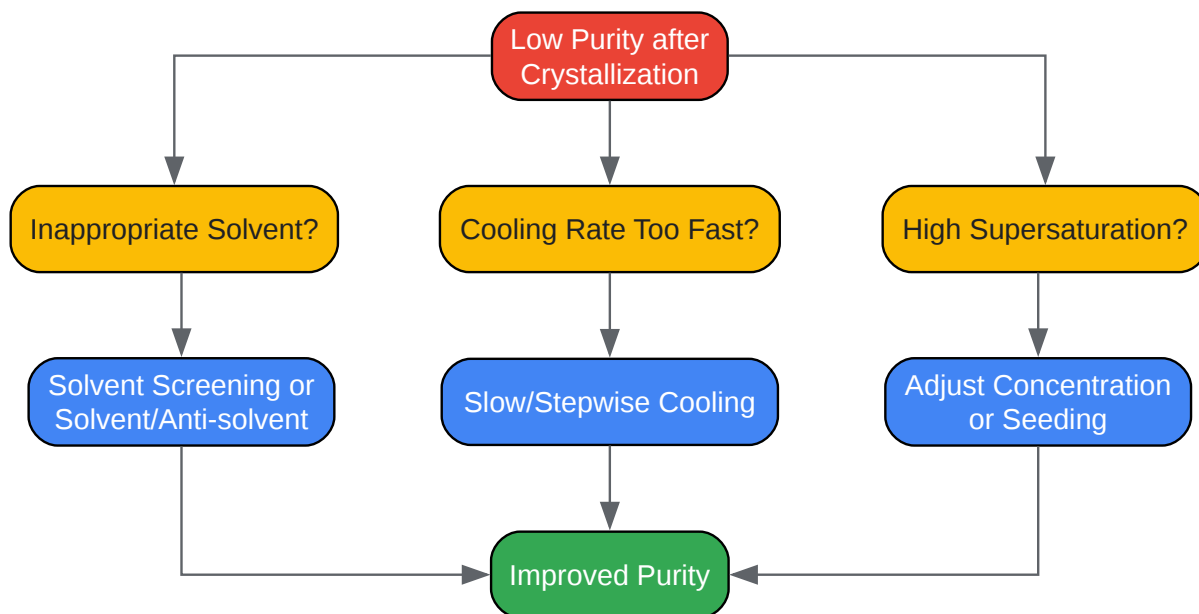 Low Purity after
Crystallization
Inappropriate Solvent?
Cooling Rate Too Fast?
High Supersaturation?
Solvent Screening or
Solvent/Anti-solvent
Slow/Stepwise Cooling
Adjust Concentration
or Seeding
Improved Purity